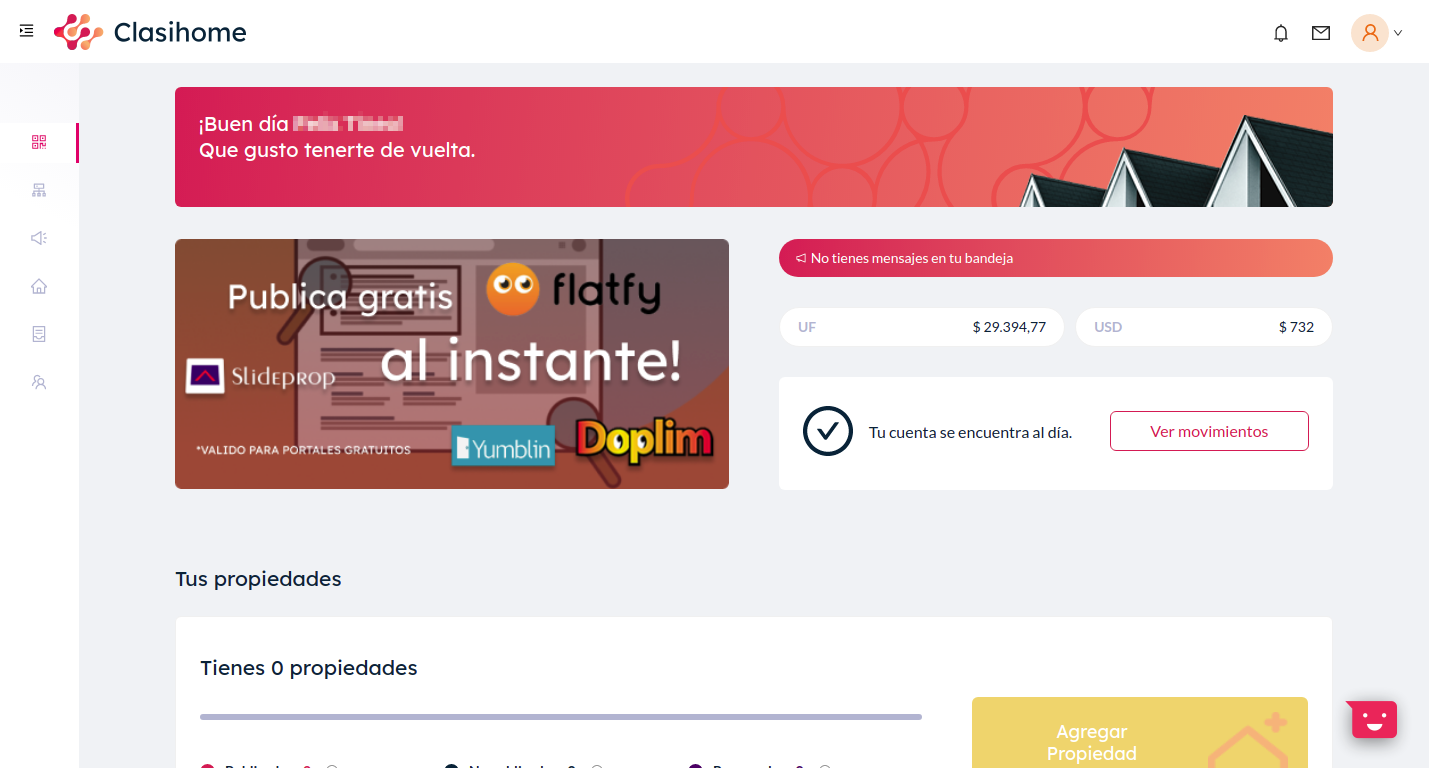 Clasihome
¡Buen día
Que gusto tenerte de vuelta.
Publica gratis flatfy
al instante!
Slideprop
*VALIDO PARA PORTALES GRATUITOS
Yumblin
Doplim
No tienes mensajes en tu bandeja
UF $ 29.394,77
USD $ 732
Tu cuenta se encuentra al día.
Ver movimientos
Tus propiedades
Tienes 0 propiedades
Agregar
Propiedad